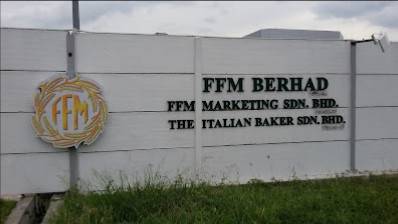 FFM
FFM BERHAD
FFM MARKETING SDN. BHD.
THE ITALIAN BAKER SDN. BHD.